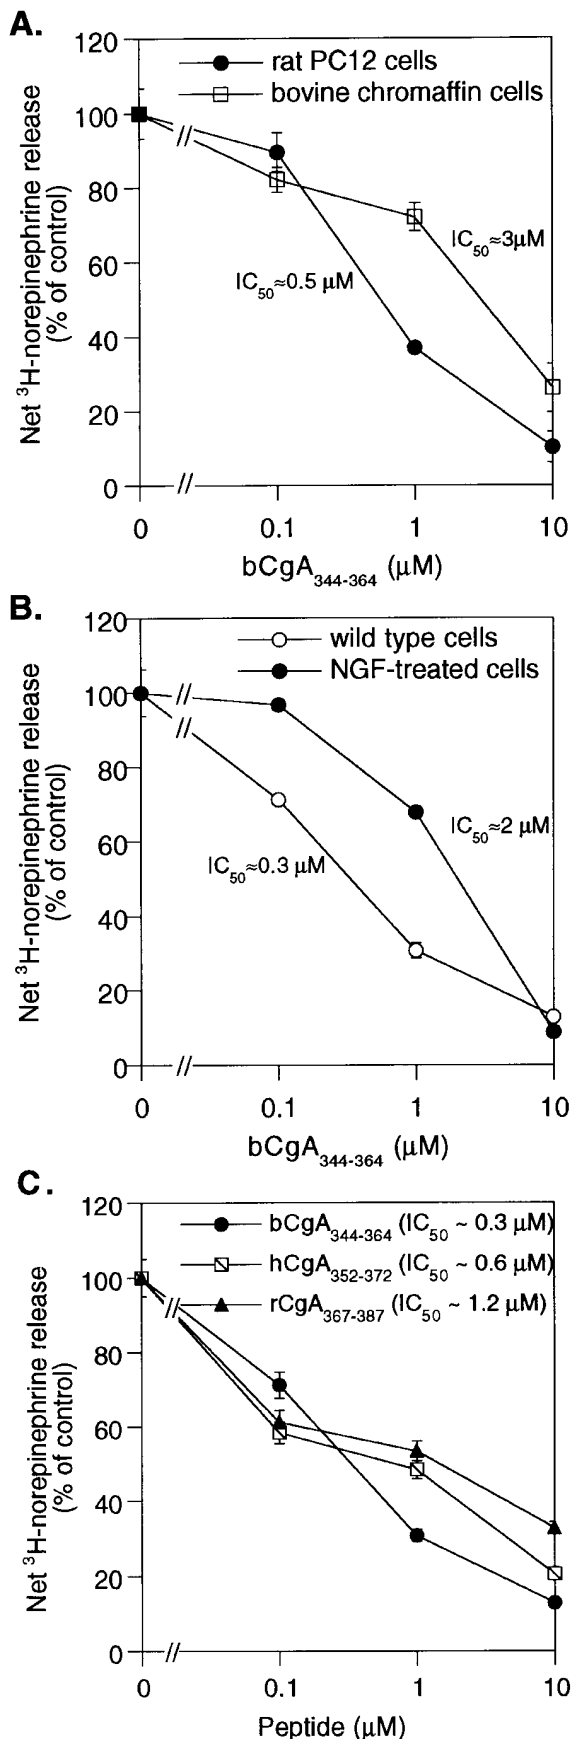 A.
120
100
80
60
40
20
0
Net ³H-norepinephrine release
(% of control)
rat PC12 cells
bovine chromaffin cells
IC₅₀≈3μM
IC₅₀≈0.5 μM
//
//
0 0.1 1 10
bCgA₃₄₄₋₃₆₄ (μM)
B.
120
100
80
60
40
20
0
Net ³H-norepinephrine release
(% of control)
wild type cells
NGF-treated cells
IC₅₀≈2 μM
IC₅₀≈0.3 μM
//
//
//
0 0.1 1 10
bCgA₃₄₄₋₃₆₄ (μM)
C.
120
100
80
60
40
20
0
Net ³H-norepinephrine release
(% of control)
bCgA₃₄₄₋₃₆₄ (IC₅₀ ~ 0.3 μM)
hCgA₃₅₂₋₃₇₂ (IC₅₀ ~ 0.6 μM)
rCgA₃₆₇₋₃₈₇ (IC₅₀ ~ 1.2 μM)
//
//
0 0.1 1 10
Peptide (μM)